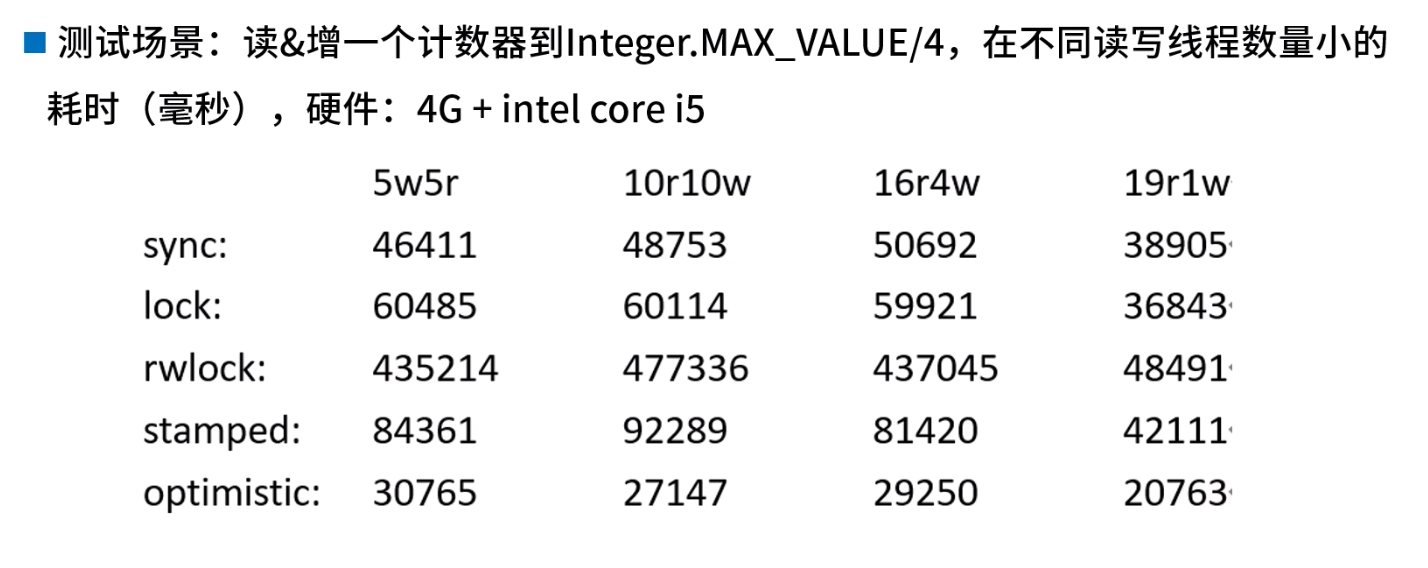 测试场景：读&增一个计数器到Integer.MAX_VALUE/4，在不同读写线程数量小的
耗时（毫秒），硬件：4G + intel core i5
5w5r 10r10w 16r4w 19r1w
sync: 46411 48753 50692 38905
lock: 60485 60114 59921 36843
rwlock: 435214 477336 437045 48491
stamped: 84361 92289 81420 42111
optimistic: 30765 27147 29250 20763